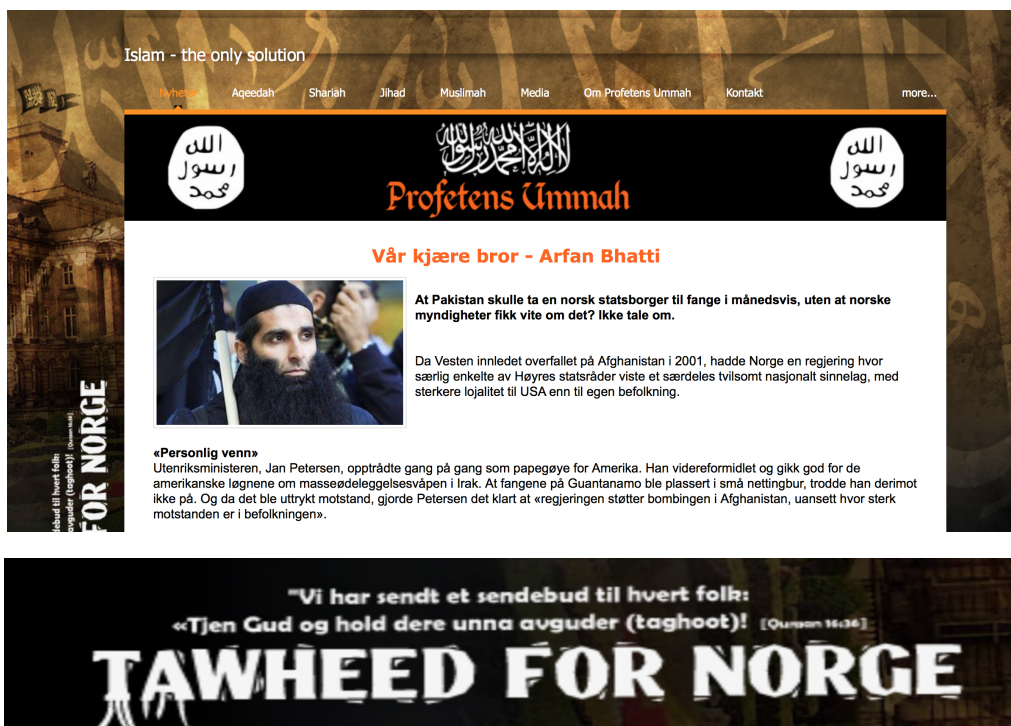 Islam - the only solution
Nyheter Aqeedah Shariah Jihad Muslimah Media Om Profetens Ummah Kontakt more...
الله
رسول
محمد
لا إله إلا الله محمد رسول الله
الله
رسول
محمد
Profetens Ummah
Vår kjære bror - Arfan Bhatti
At Pakistan skulle ta en norsk statsborger til fange i månedsvis, uten at norske
myndigheter fikk vite om det? Ikke tale om.
Da Vesten innledet overfallet på Afghanistan i 2001, hadde Norge en regjering hvor
særlig enkelte av Høyres statsråder viste et særdeles tvilsomt nasjonalt sinnelag, med
sterkere lojalitet til USA enn til egen befolkning.
«Personlig venn»
Utenriksministeren, Jan Petersen, opptrådte gang på gang som papegøye for Amerika. Han videreformidlet og gikk god for de
amerikanske løgnene om masseødeleggelsesvåpen i Irak. At fangene på Guantanamo ble plassert i små nettingbur, trodde han derimot
ikke på. Og da det ble uttrykt motstand, gjorde Petersen det klart at «regjeringen støtter bombingen i Afghanistan, uansett hvor sterk
motstanden er i befolkningen».
debud til hvert folk:
avguder (taghoot)! [Quraan 16:36]
FOR NORGE
"Vi har sendt et sendebud til hvert folk:
«Tjen Gud og hold dere unna avguder (taghoot)! [Quraan 16:36]
TAWHEED FOR NORGE